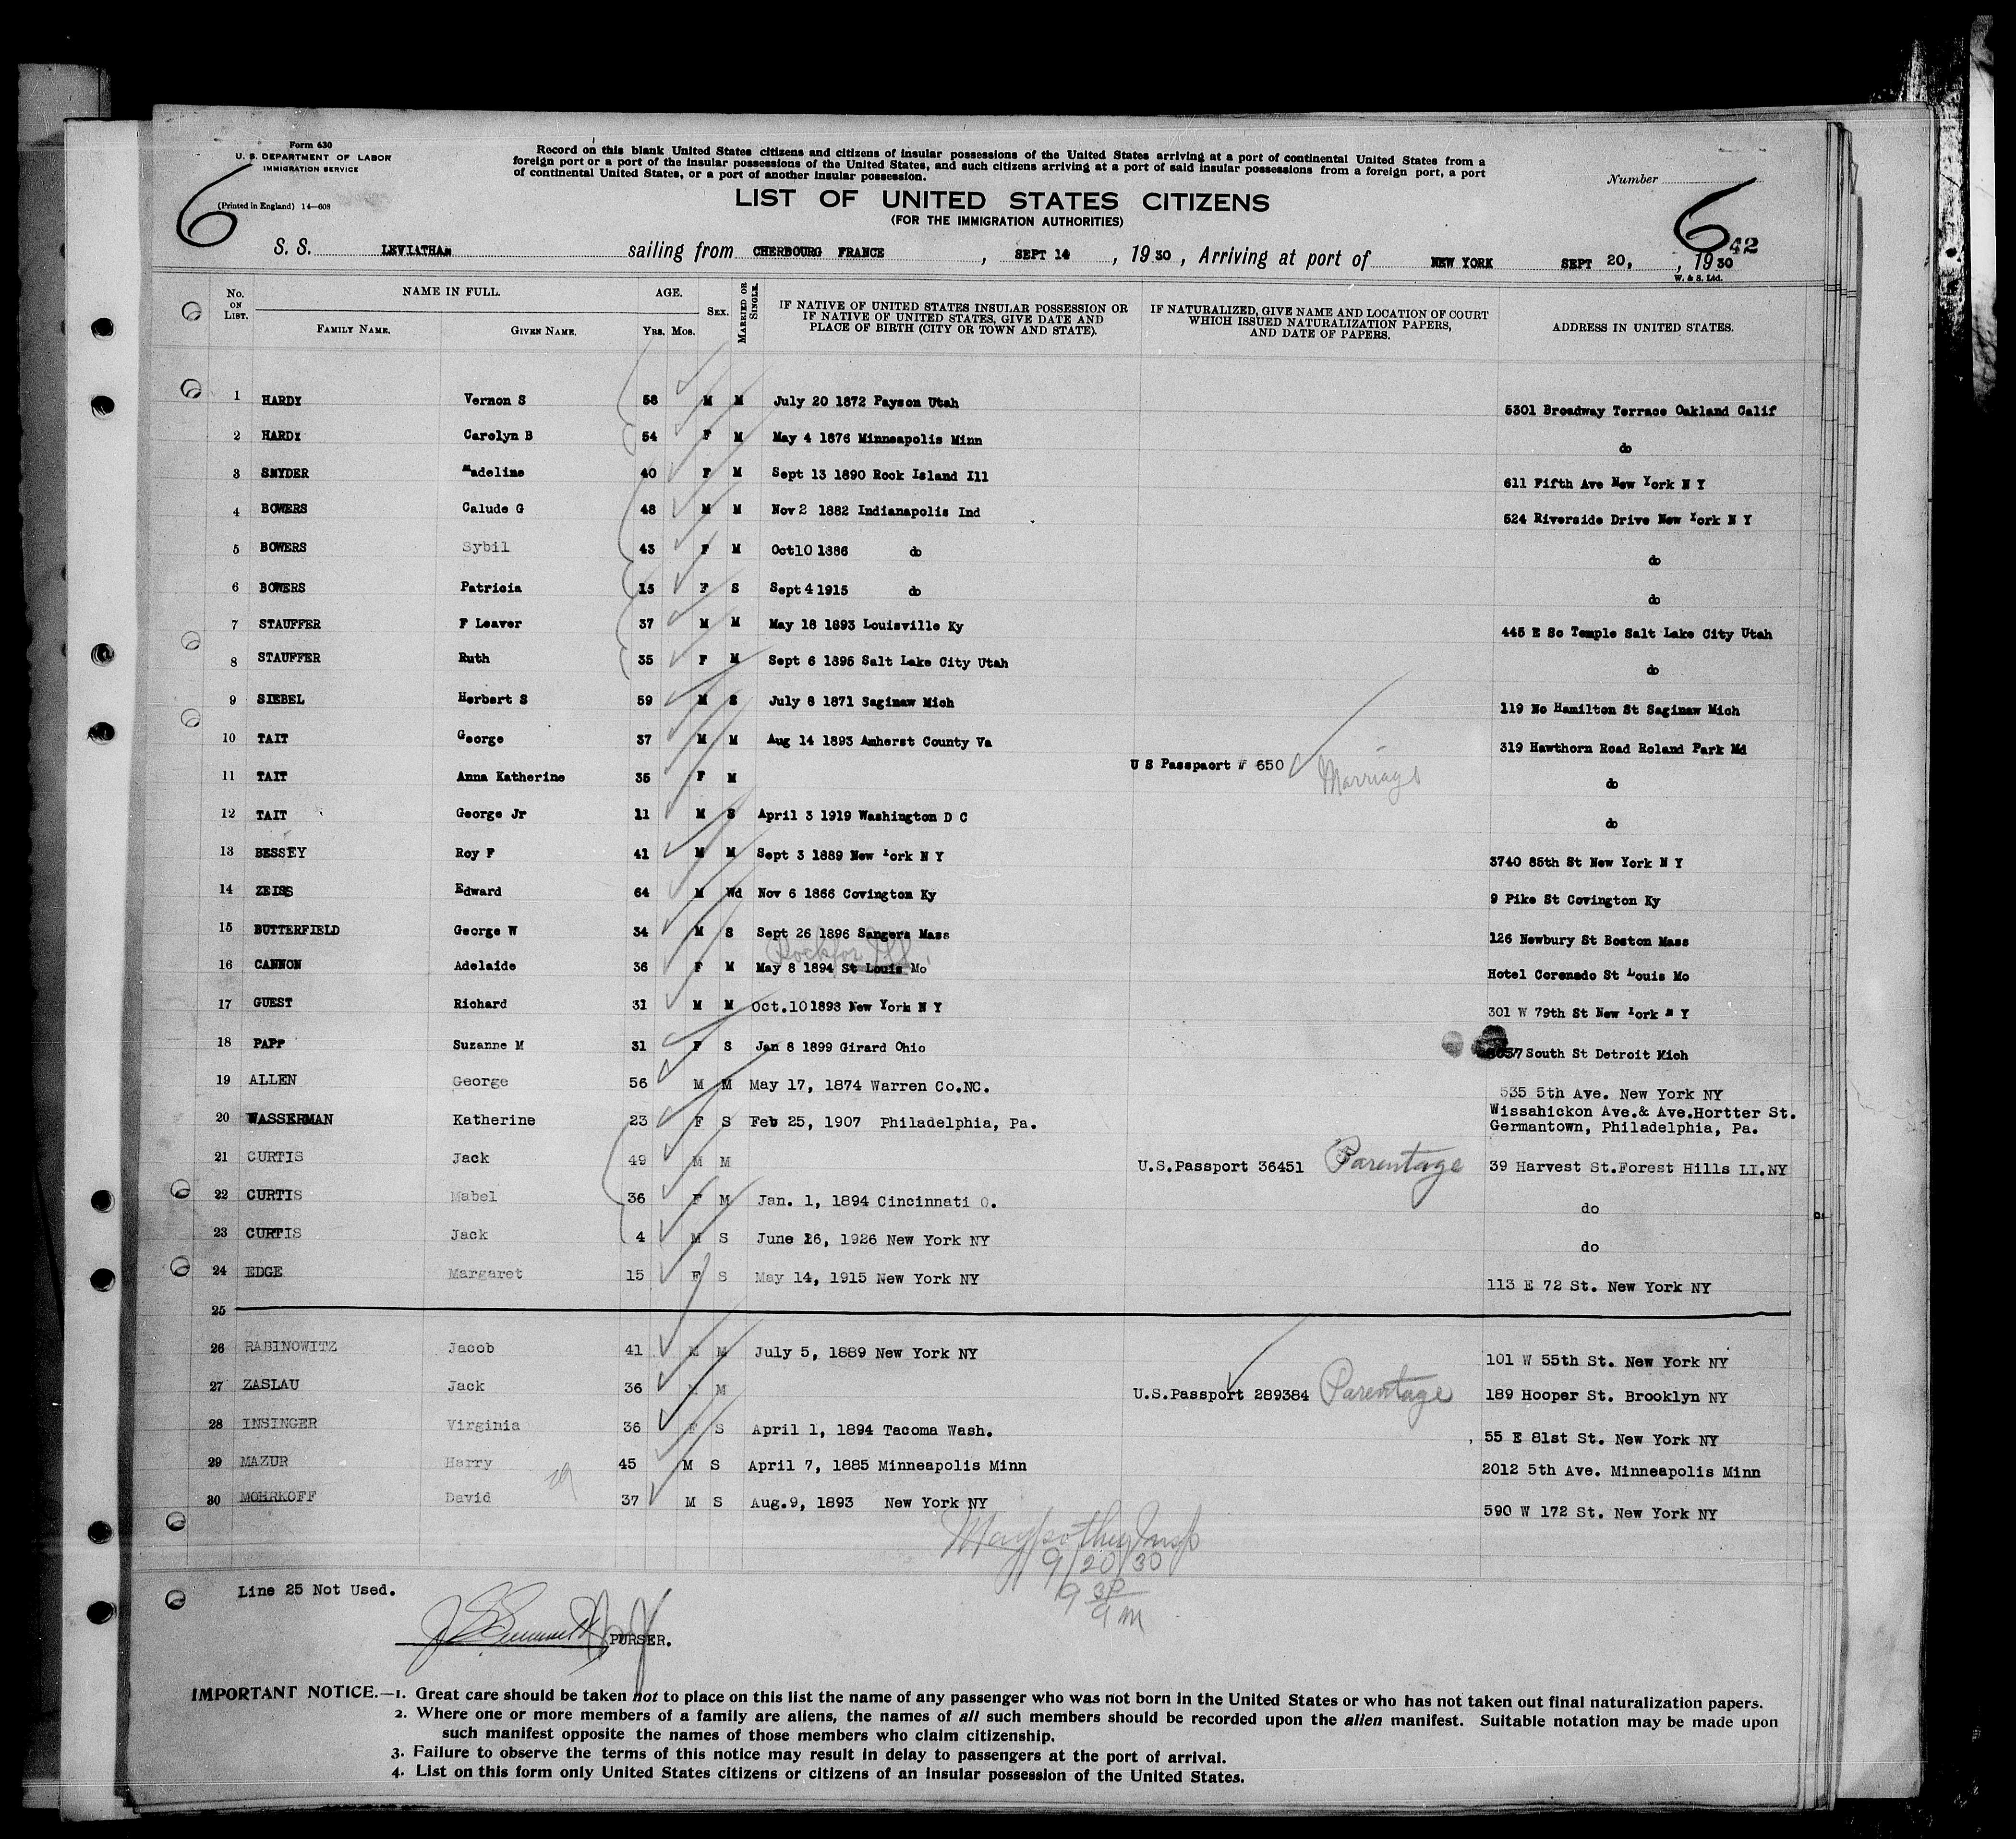 Form 630
U. S. DEPARTMENT OF LABOR
IMMIGRATION SERVICE
(Printed in England) 14—608
Record on this blank United States citizens and citizens of insular possessions of the United States arriving at a port of continental United States from a
foreign port or a port of the insular possessions of the United States, and such citizens arriving at a port of said insular possessions from a foreign port, a port
of continental United States, or a port of another insular possession.
Number
LIST OF UNITED STATES CITIZENS
(FOR THE IMMIGRATION AUTHORITIES)
6
6 42
S. S. LEVIATHAN sailing from CHERBOURG FRANCE, SEPT 14, 1930, Arriving at port of NEW YORK SEPT 20, , 1930
W. & S. Ltd.
No. ON LIST. NAME IN FULL. AGE. SEX. MARRIED OR SINGLE. IF NATIVE OF UNITED STATES INSULAR POSSESSION OR IF NATIVE OF UNITED STATES, GIVE DATE AND PLACE OF BIRTH (CITY OR TOWN AND STATE). IF NATURALIZED, GIVE NAME AND LOCATION OF COURT WHICH ISSUED NATURALIZATION PAPERS, AND DATE OF PAPERS. ADDRESS IN UNITED STATES.
FAMILY NAME. GIVEN NAME. Yrs. Mos.
1 HARDY Vernon S 58 M M July 20 1872 Payson Utah 5301 Broadway Terrace Oakland Calif
2 HARDY Carolyn B 54 F M May 4 1876 Minneapolis Minn do
3 SNYDER Madeline 40 F M Sept 13 1890 Rock Island Ill 611 Fifth Ave New York N Y
4 BOWERS Calude G 48 M M Nov 2 1882 Indianapolis Ind 524 Riverside Drive New York N Y
5 BOWERS Sybil 43 F M Oct10 1886 do do
6 BOWERS Patricia 15 F S Sept 4 1915 do do
7 STAUFFER F Leaver 37 M M May 18 1893 Louisville Ky 445 E So Temple Salt Lake City Utah
8 STAUFFER Ruth 35 F M Sept 6 1895 Salt Lake City Utah do
9 SIEBEL Herbert S 59 M S July 8 1871 Saginaw Mich 119 No Hamilton St Saginaw Mich
10 TAIT George 37 M M Aug 14 1893 Amherst County Va 319 Hawthorn Road Roland Park Md
11 TAIT Anna Katherine 35 F M U S Passpaort # 650 Marriage do
12 TAIT George Jr 11 M S April 3 1919 Washington D C do
13 BESSEY Roy F 41 M M Sept 3 1889 New York N Y 3740 85th St New York N Y
14 ZEISS Edward 64 M Wd Nov 6 1866 Covington Ky 9 Pike St Covington Ky
15 BUTTERFIELD George W 34 M S Sept 26 1896 Sangers Mass 126 Newbury St Boston Mass
Rockfor Ill.
16 CANNON Adelaide 36 F M May 8 1894 St Louis Mo Hotel Coronado St Louis Mo
17 GUEST Richard 31 M M Oct.10 1898 New York N Y 301 W 79th St New York N Y
18 PAPP Suzanne M 31 F S Jan 8 1899 Girard Ohio South St Detroit Mich
19 ALLEN George 56 M M May 17, 1874 Warren Co.NC. 535 5th Ave. New York NY
20 WASSERMAN Katherine 23 F S Feb 25, 1907 Philadelphia, Pa. Wissahickon Ave.& Ave.Hortter St.
Germantown, Philadelphia, Pa.
21 CURTIS Jack 49 M M U.S.Passport 36451 Parentage 39 Harvest St.Forest Hills LI.NY
22 CURTIS Mabel 36 F M Jan. 1, 1894 Cincinnati O. do
23 CURTIS Jack 4 M S June 26, 1926 New York NY do
24 EDGE Margaret 15 F S May 14, 1915 New York NY 113 E 72 St. New York NY
25
26 RABINOWITZ Jacob 41 M M July 5, 1889 New York NY 101 W 55th St. New York NY
27 ZASLAU Jack 36 M M U.S.Passport 289384 Parentage 189 Hooper St. Brooklyn NY
28 INSINGER Virginia 36 F S April 1, 1894 Tacoma Wash. 55 E 81st St. New York NY
29 MAZUR Harry 45 M S April 7, 1885 Minneapolis Minn 2012 5th Ave. Minneapolis Minn
30 MOHRKOFF David 37 M S Aug.9, 1893 New York NY 590 W 172 St. New York NY
Insp
9/20/30
9 30
a m
Line 25 Not Used.
PURSER.
IMPORTANT NOTICE.—1. Great care should be taken not to place on this list the name of any passenger who was not born in the United States or who has not taken out final naturalization papers.
2. Where one or more members of a family are aliens, the names of all such members should be recorded upon the alien manifest. Suitable notation may be made upon
such manifest opposite the names of those members who claim citizenship.
3. Failure to observe the terms of this notice may result in delay to passengers at the port of arrival.
4. List on this form only United States citizens or citizens of an insular possession of the United States.